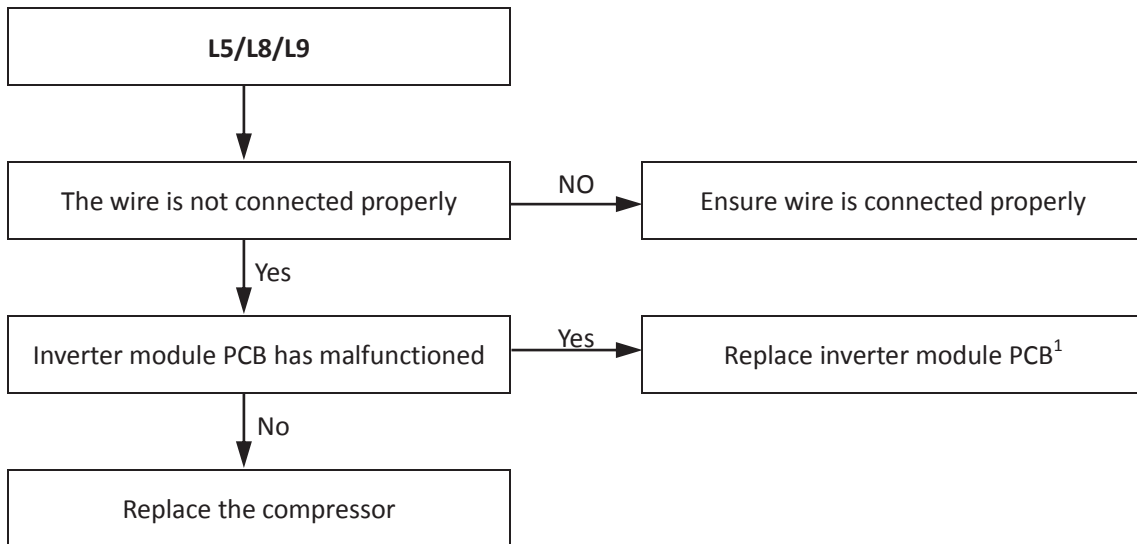 L5/L8/L9
The wire is not connected properly
NO
Ensure wire is connected properly
Yes
Inverter module PCB has malfunctioned
Yes
Replace inverter module PCB¹
No
Replace the compressor